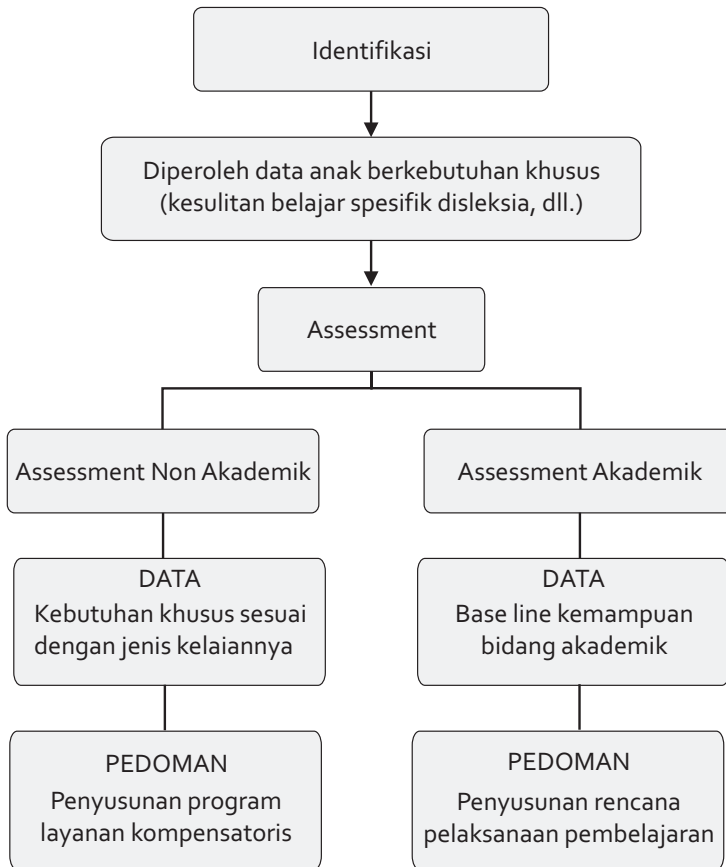 Identifikasi
Diperoleh data anak berkebutuhan khusus
(kesulitan belajar spesifik disleksia, dll.)
Assessment
Assessment Non Akademik
Assessment Akademik
DATA
Kebutuhan khusus sesuai
dengan jenis kelaiannya
DATA
Base line kemampuan
bidang akademik
PEDOMAN
Penyusunan program
layanan kompensatoris
PEDOMAN
Penyusunan rencana
pelaksanaan pembelajaran